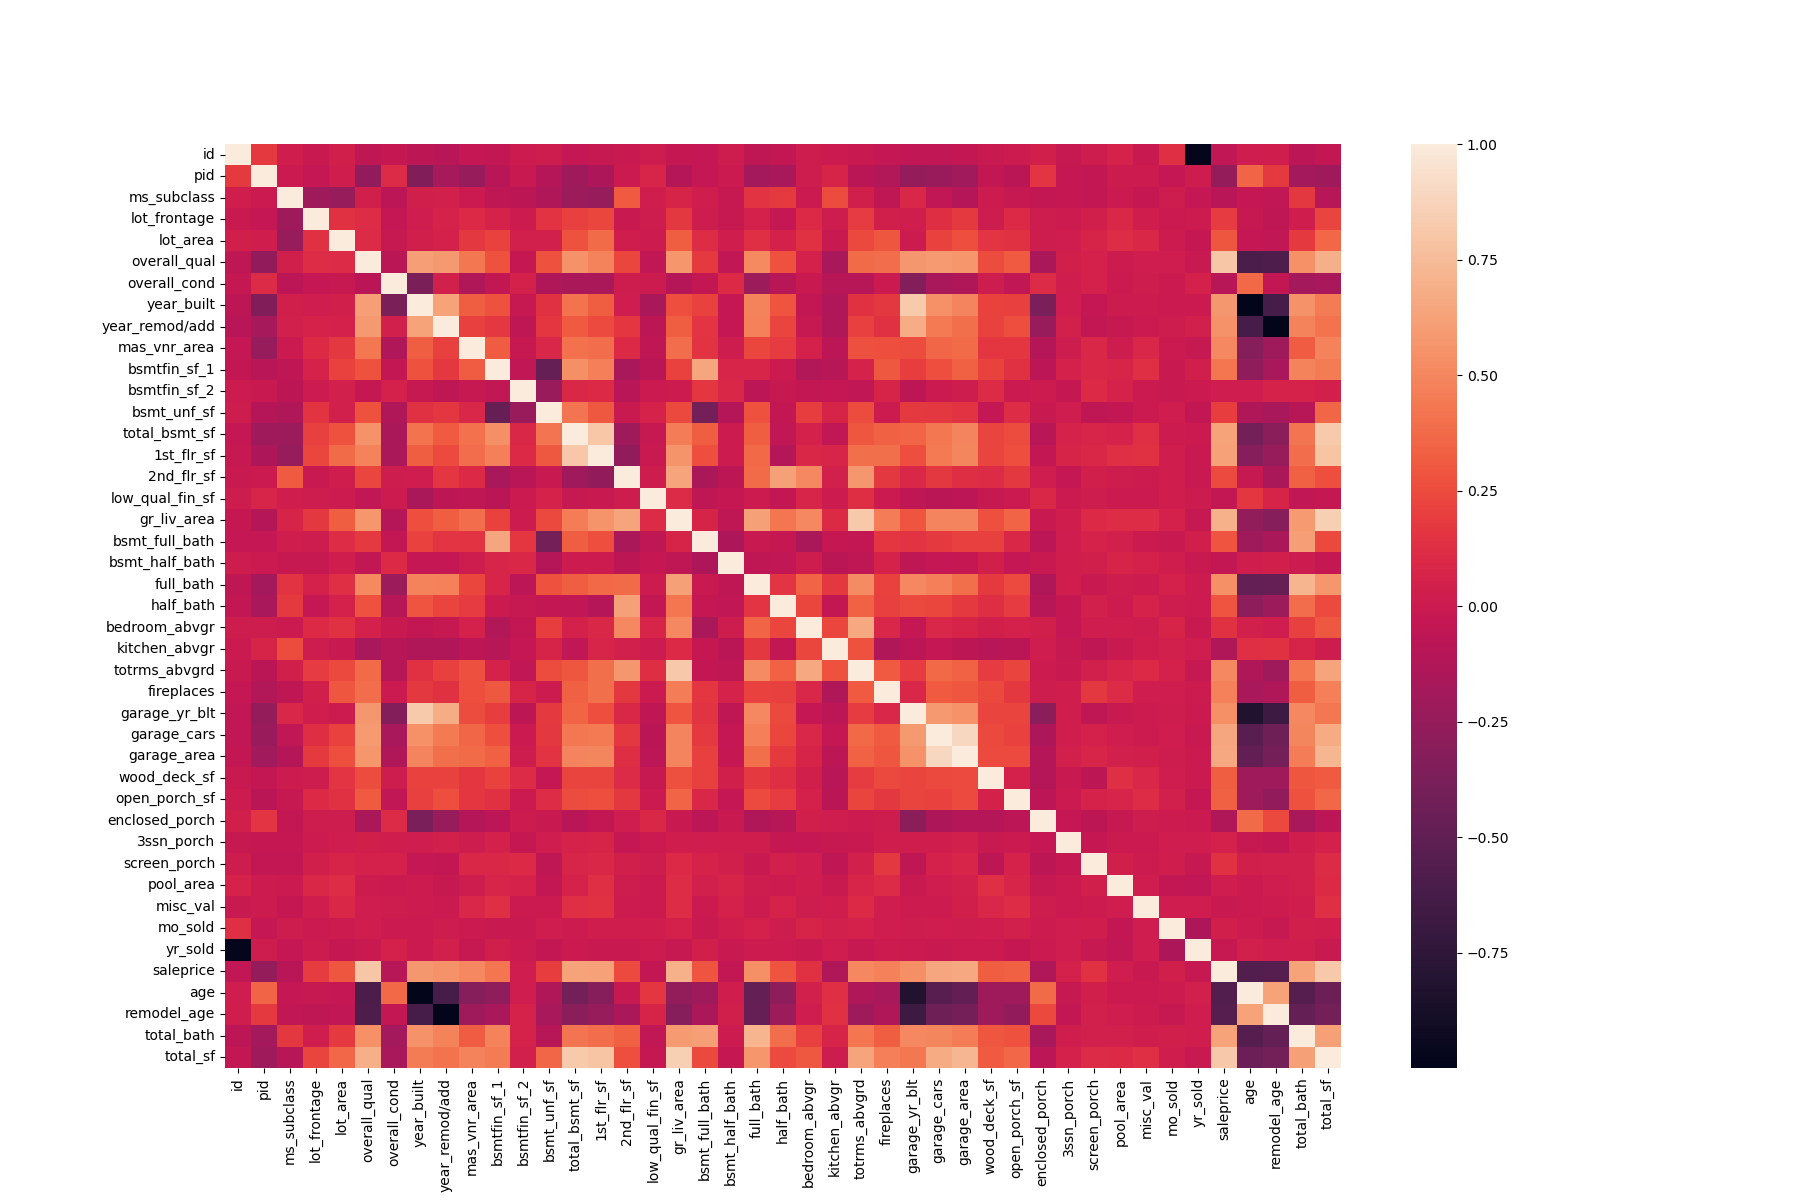 id
pid
ms_subclass
lot_frontage
lot_area
overall_qual
overall_cond
year_built
year_remod/add
mas_vnr_area
bsmtfin_sf_1
bsmtfin_sf_2
bsmt_unf_sf
total_bsmt_sf
1st_flr_sf
2nd_flr_sf
low_qual_fin_sf
gr_liv_area
bsmt_full_bath
bsmt_half_bath
full_bath
half_bath
bedroom_abvgr
kitchen_abvgr
totrms_abvgrd
fireplaces
garage_yr_blt
garage_cars
garage_area
wood_deck_sf
open_porch_sf
enclosed_porch
3ssn_porch
screen_porch
pool_area
misc_val
mo_sold
yr_sold
saleprice
age
remodel_age
total_bath
total_sf
id
pid
ms_subclass
lot_frontage
lot_area
overall_qual
overall_cond
year_built
year_remod/add
mas_vnr_area
bsmtfin_sf_1
bsmtfin_sf_2
bsmt_unf_sf
total_bsmt_sf
1st_flr_sf
2nd_flr_sf
low_qual_fin_sf
gr_liv_area
bsmt_full_bath
bsmt_half_bath
full_bath
half_bath
bedroom_abvgr
kitchen_abvgr
totrms_abvgrd
fireplaces
garage_yr_blt
garage_cars
garage_area
wood_deck_sf
open_porch_sf
enclosed_porch
3ssn_porch
screen_porch
pool_area
misc_val
mo_sold
yr_sold
saleprice
age
remodel_age
total_bath
total_sf
1.00
0.75
0.50
0.25
0.00
−0.25
−0.50
−0.75